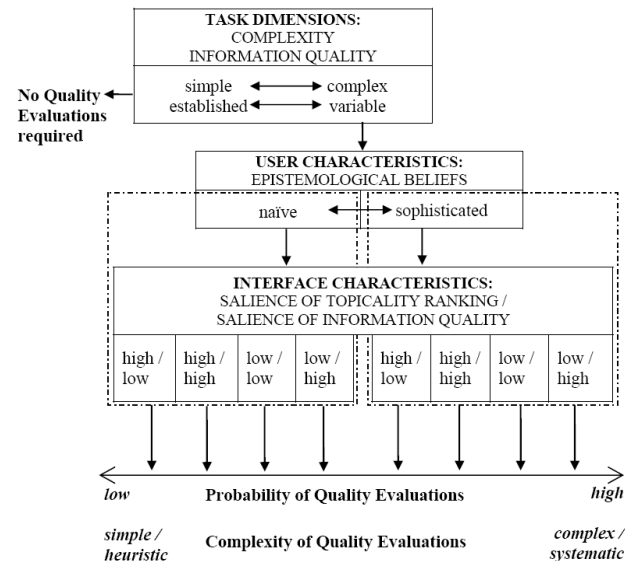 TASK DIMENSIONS:
COMPLEXITY
INFORMATION QUALITY
simple complex
established variable
No Quality
Evaluations
required
USER CHARACTERISTICS:
EPISTEMOLOGICAL BELIEFS
naïve sophisticated
INTERFACE CHARACTERISTICS:
SALIENCE OF TOPICALITY RANKING /
SALIENCE OF INFORMATION QUALITY
high / high / low / low / high / high / low / low /
low high low high low high low high
low Probability of Quality Evaluations high
simple / complex /
heuristic Complexity of Quality Evaluations systematic